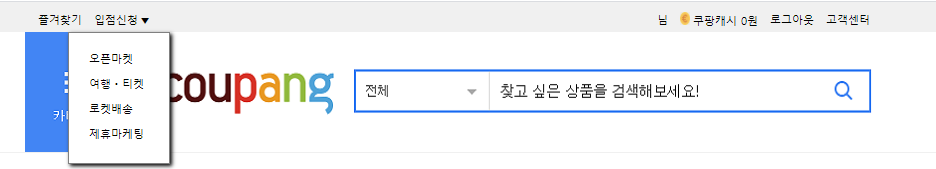 즐겨찾기 입점신청▼ 님 쿠팡캐시 0원 로그아웃 고객센터
오픈마켓
여행・티켓
로켓배송
제휴마케팅
카
coupang
전체
찾고 싶은 상품을 검색해보세요!